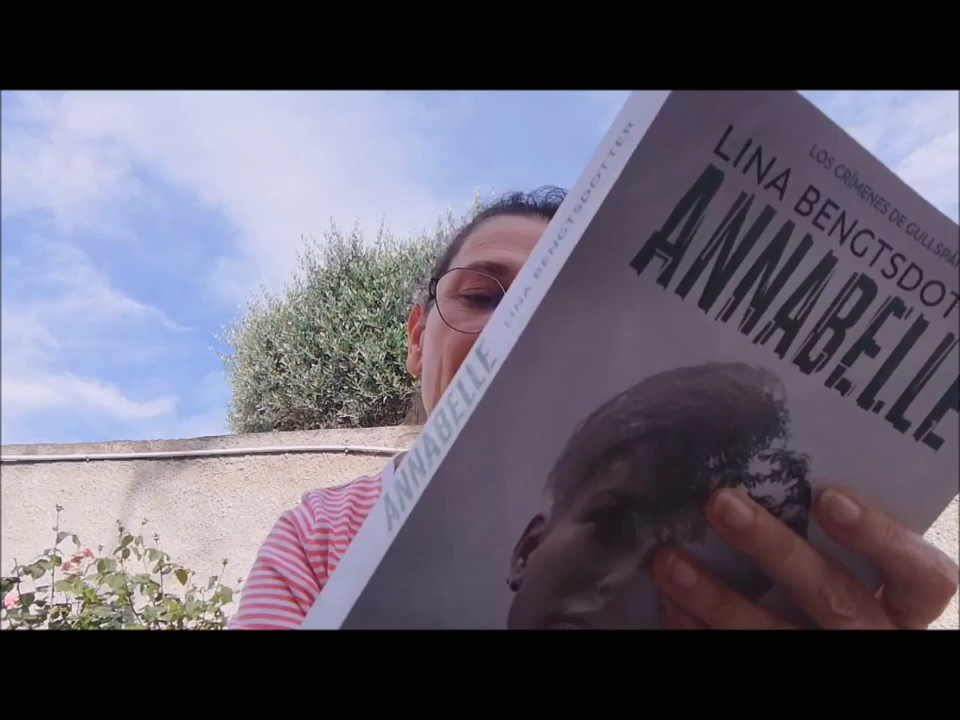 LOS CRÍMENES DE GULLSPÅ
LINA BENGTSDOT
ANNABELLE
LINA BENGTSDOTTER
ANNABELLE